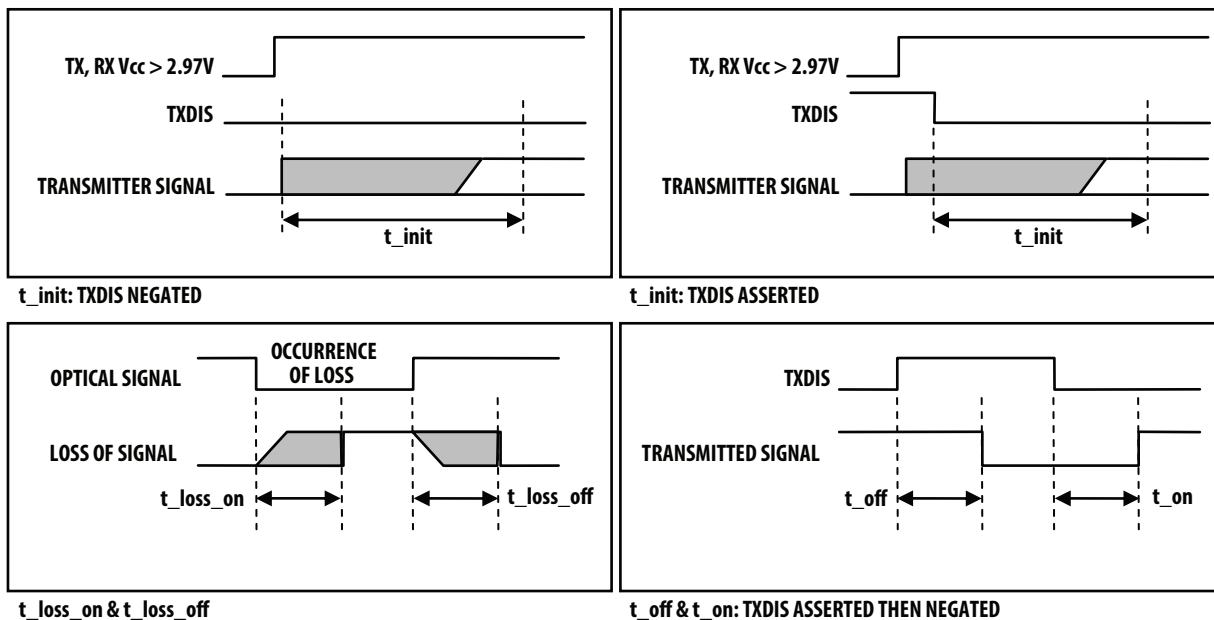 TX, RX Vcc > 2.97V
TXDIS
TRANSMITTER SIGNAL
t_init
t_init: TXDIS NEGATED
TX, RX Vcc > 2.97V
TXDIS
TRANSMITTER SIGNAL
t_init
t_init: TXDIS ASSERTED
OPTICAL SIGNAL
OCCURRENCE
OF LOSS
LOSS OF SIGNAL
t_loss_on
t_loss_off
t_loss_on & t_loss_off
TXDIS
TRANSMITTED SIGNAL
t_off
t_on
t_off & t_on: TXDIS ASSERTED THEN NEGATED